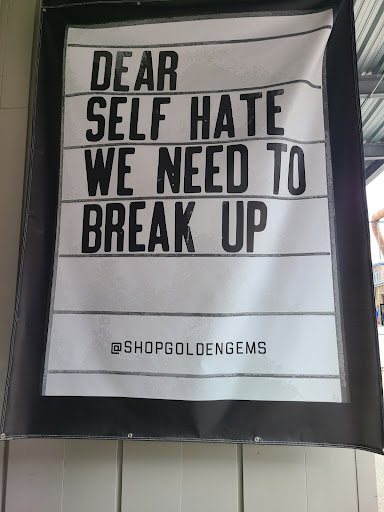 DEAR
SELF HATE
WE NEED TO
BREAK UP
@SHOPGOLDENGEMS